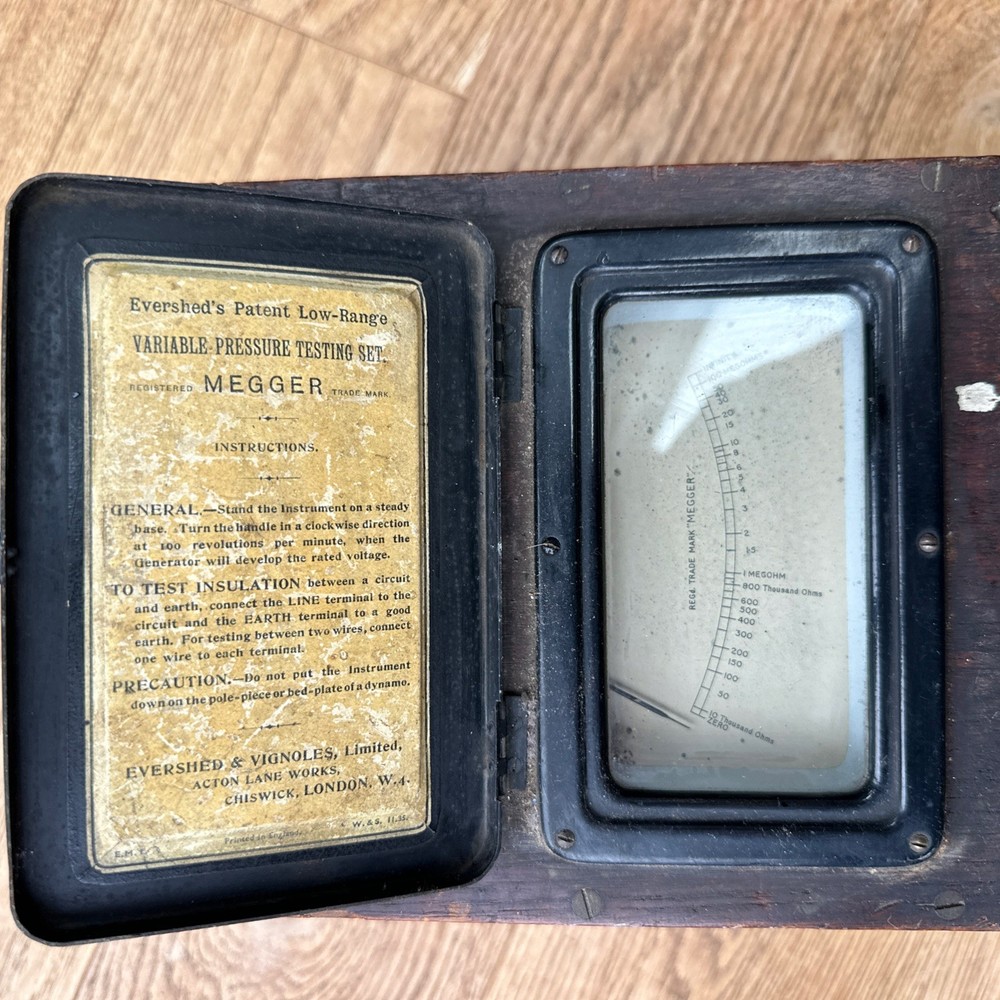 Evershed's Patent Low-Range
VARIABLE PRESSURE TESTING SET.
REGISTERED MEGGER TRADE MARK.
INSTRUCTIONS.
GENERAL.—Stand the Instrument on a steady
base. Turn the handle in a clockwise direction
at 100 revolutions per minute, when the
Generator will develop the rated voltage.
TO TEST INSULATION between a circuit
and earth, connect the LINE terminal to the
circuit and the EARTH terminal to a good
earth. For testing between two wires, connect
one wire to each terminal.
PRECAUTION.—Do not put the Instrument
down on the pole-piece or bed-plate of a dynamo.
EVERSHED & VIGNOLES, Limited,
ACTON LANE WORKS,
CHISWICK, LONDON, W.4.
Printed in England.
W. & S. 11.35.
REGd. TRADE MARK "MEGGER"
INFINITY
100 MEGOHMS
30
20
15
10
8
6
5
4
3
2
1·5
1 MEGOHM
800 Thousand Ohms
600
500
400
300
200
150
100
50
10 Thousand Ohms
ZERO